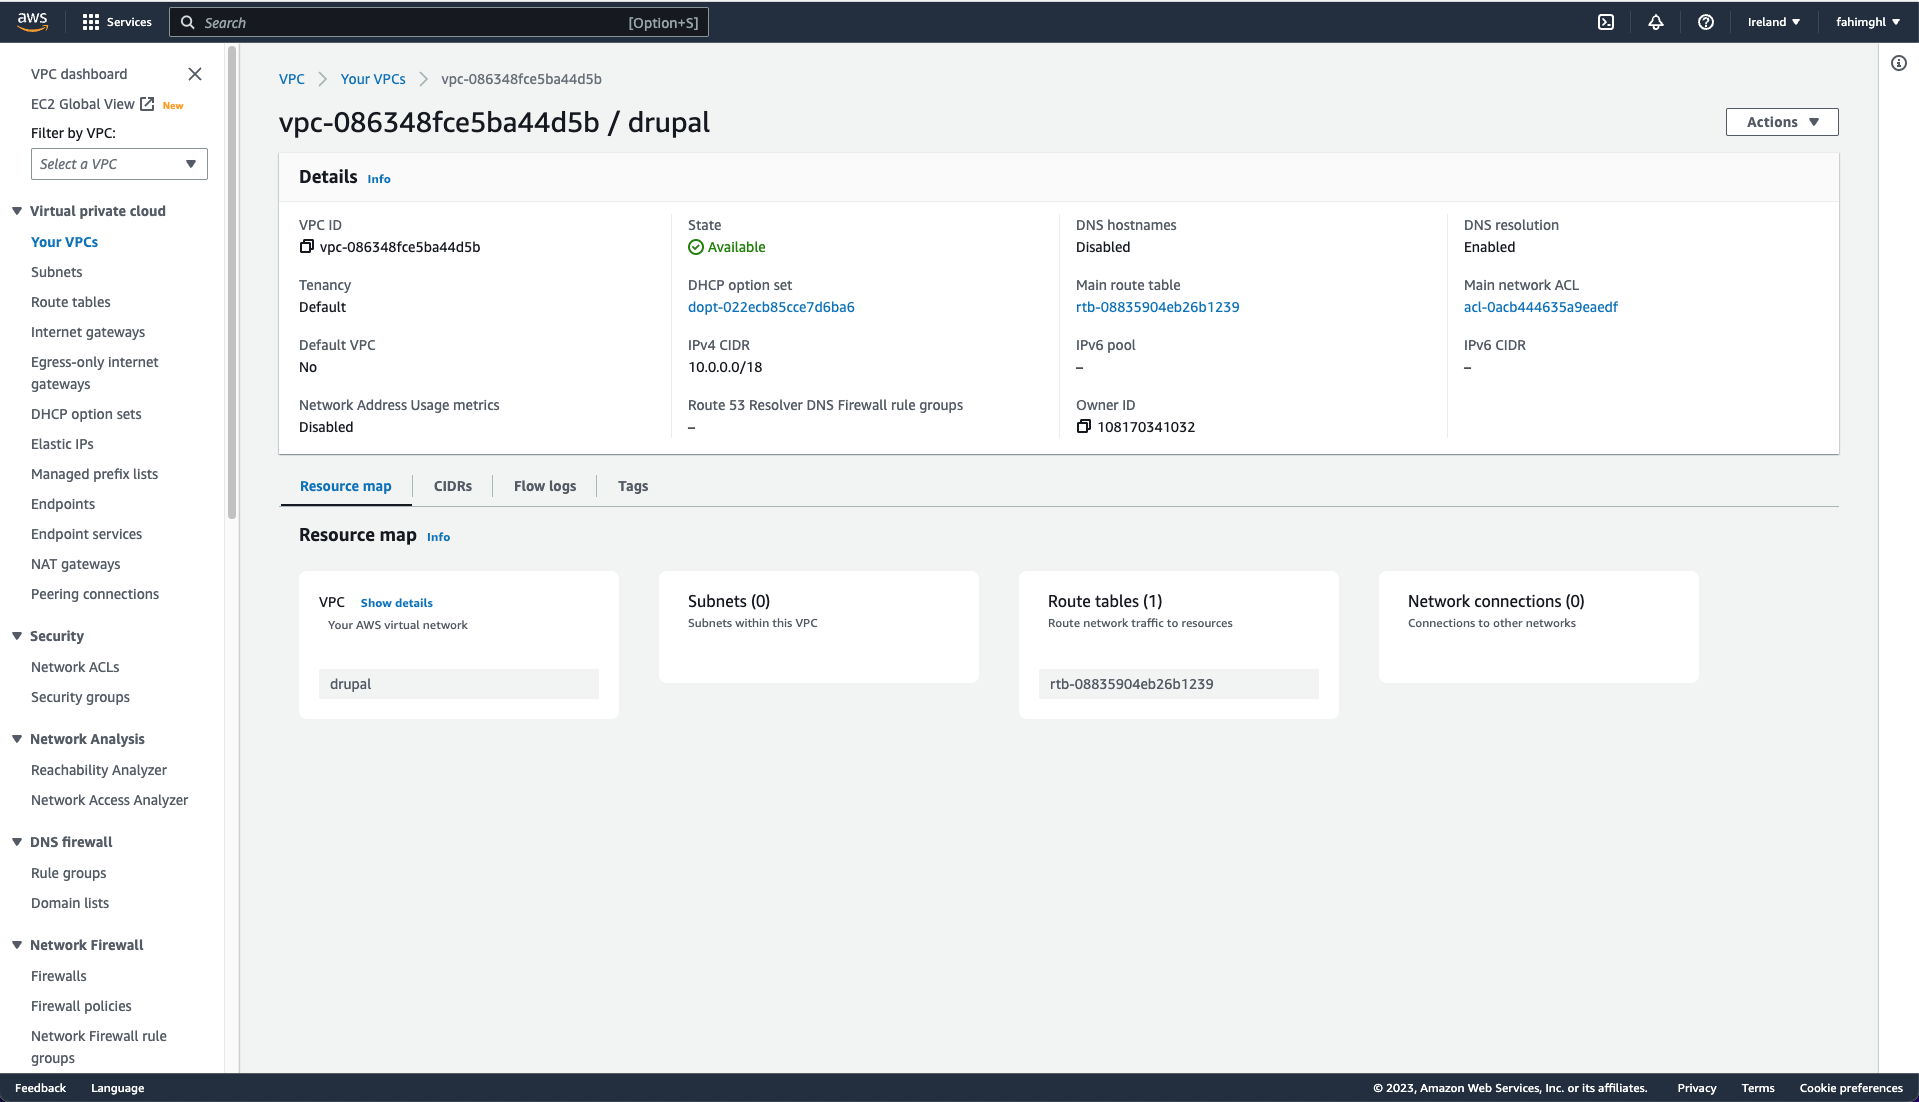 aws
Services
Search
[Option+S]
Ireland
fahimghl
VPC dashboard
EC2 Global View
New
Filter by VPC:
Select a VPC
Virtual private cloud
Your VPCs
Subnets
Route tables
Internet gateways
Egress-only internet
gateways
DHCP option sets
Elastic IPs
Managed prefix lists
Endpoints
Endpoint services
NAT gateways
Peering connections
Security
Network ACLs
Security groups
Network Analysis
Reachability Analyzer
Network Access Analyzer
DNS firewall
Rule groups
Domain lists
Network Firewall
Firewalls
Firewall policies
Network Firewall rule
groups
VPC
Your VPCs
vpc-086348fce5ba44d5b
vpc-086348fce5ba44d5b / drupal
Actions
Details Info
VPC ID
vpc-086348fce5ba44d5b
State
Available
DNS hostnames
Disabled
DNS resolution
Enabled
Tenancy
Default
DHCP option set
dopt-022ecb85cce7d6ba6
Main route table
rtb-08835904eb26b1239
Main network ACL
acl-0acb444635a9eaedf
Default VPC
No
IPv4 CIDR
10.0.0.0/18
IPv6 pool
–
IPv6 CIDR
–
Network Address Usage metrics
Disabled
Route 53 Resolver DNS Firewall rule groups
–
Owner ID
108170341032
Resource map
CIDRs
Flow logs
Tags
Resource map Info
VPC Show details
Your AWS virtual network
drupal
Subnets (0)
Subnets within this VPC
Route tables (1)
Route network traffic to resources
rtb-08835904eb26b1239
Network connections (0)
Connections to other networks
Feedback
Language
© 2023, Amazon Web Services, Inc. or its affiliates.
Privacy
Terms
Cookie preferences